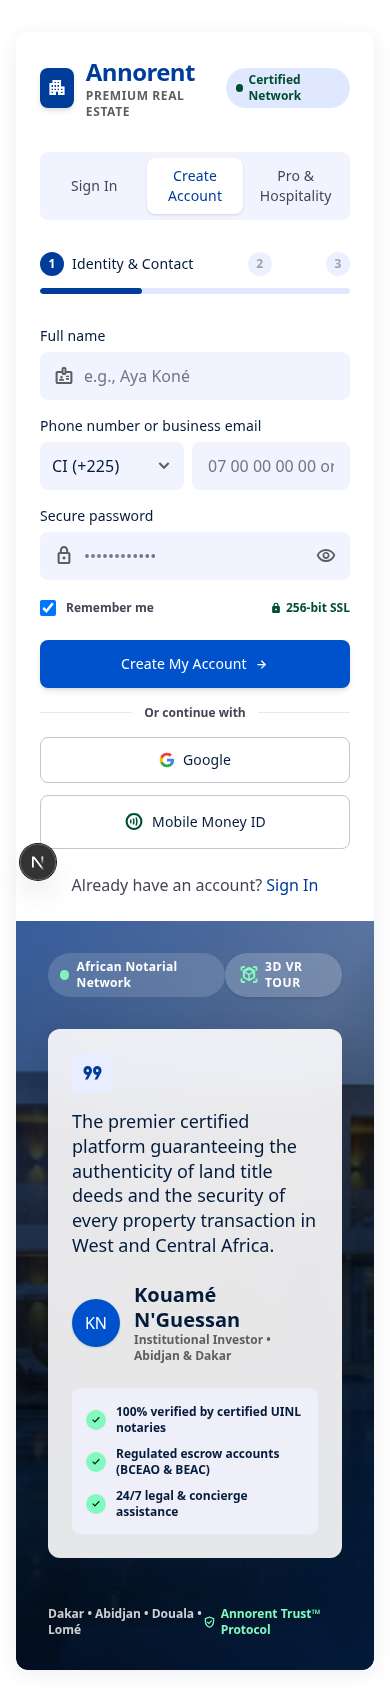 Annorent
PREMIUM REAL
ESTATE
Certified
Network
Sign In
Create
Account
Pro &
Hospitality
1 Identity & Contact 2 3
Full name
e.g., Aya Koné
Phone number or business email
CI (+225)
07 00 00 00 00 or
Secure password
••••••••••••
Remember me
256-bit SSL
Create My Account →
Or continue with
Google
Mobile Money ID
N
Already have an account? Sign In
African Notarial
Network
3D VR
TOUR
The premier certified
platform guaranteeing the
authenticity of land title
deeds and the security of
every property transaction in
West and Central Africa.
KN
Kouamé
N'Guessan
Institutional Investor •
Abidjan & Dakar
100% verified by certified UINL
notaries
Regulated escrow accounts
(BCEAO & BEAC)
24/7 legal & concierge
assistance
Dakar • Abidjan • Douala •
Lomé
Annorent Trust™
Protocol